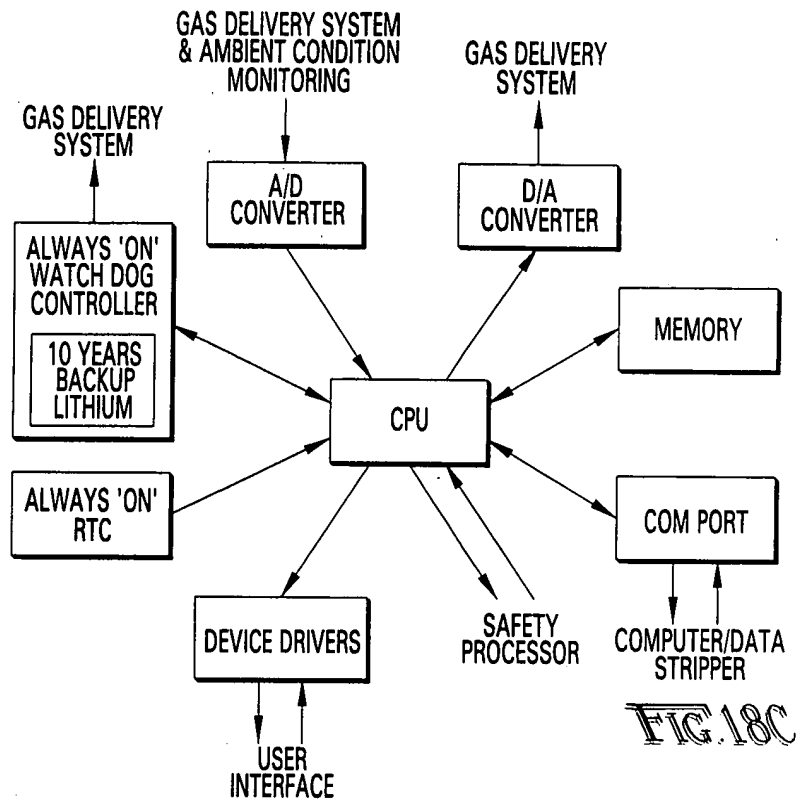 GAS DELIVERY SYSTEM
& AMBIENT CONDITION
MONITORING
GAS DELIVERY
SYSTEM
GAS DELIVERY
SYSTEM
A/D
CONVERTER
D/A
CONVERTER
ALWAYS 'ON'
WATCH DOG
CONTROLLER
10 YEARS
BACKUP
LITHIUM
MEMORY
CPU
ALWAYS 'ON'
RTC
COM PORT
DEVICE DRIVERS
SAFETY
PROCESSOR
COMPUTER/DATA
STRIPPER
USER
INTERFACE
FIG. 18C